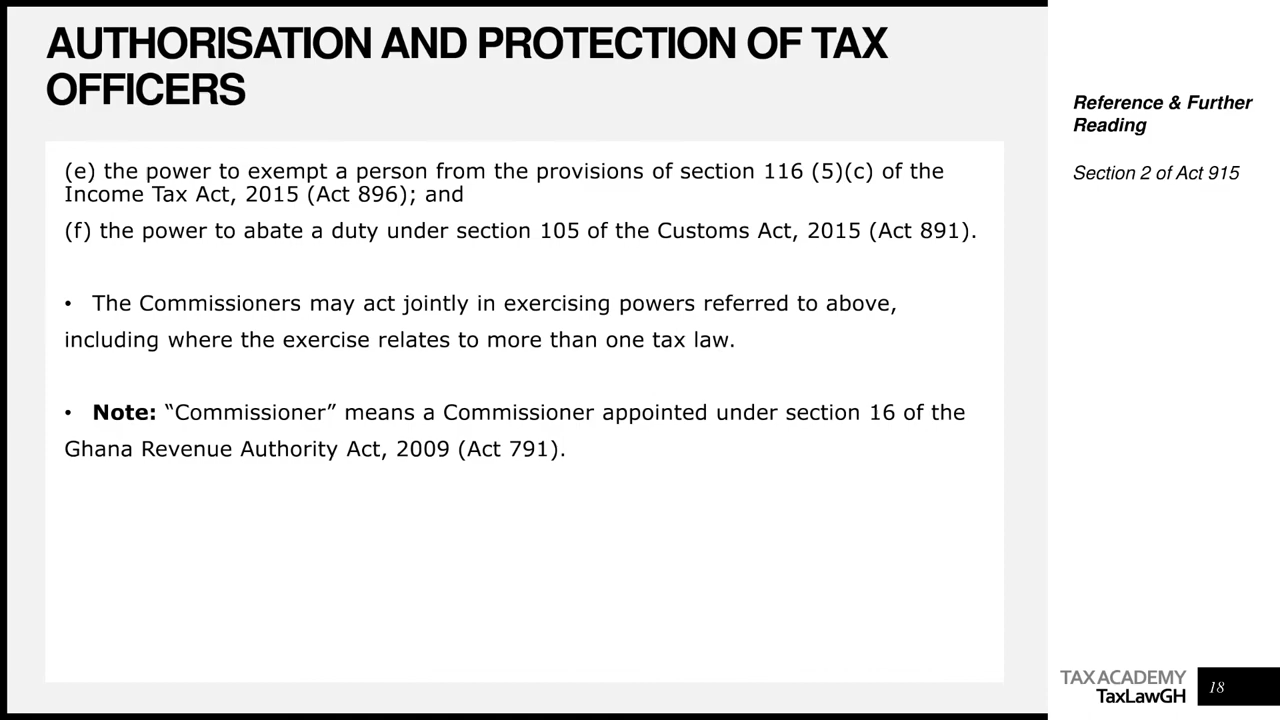 AUTHORISATION AND PROTECTION OF TAX
OFFICERS
(e) the power to exempt a person from the provisions of section 116 (5)(c) of the
Income Tax Act, 2015 (Act 896); and
(f) the power to abate a duty under section 105 of the Customs Act, 2015 (Act 891).
• The Commissioners may act jointly in exercising powers referred to above,
including where the exercise relates to more than one tax law.
• Note: “Commissioner” means a Commissioner appointed under section 16 of the
Ghana Revenue Authority Act, 2009 (Act 791).
Reference & Further
Reading
Section 2 of Act 915
TAX ACADEMY
TaxLawGH
18